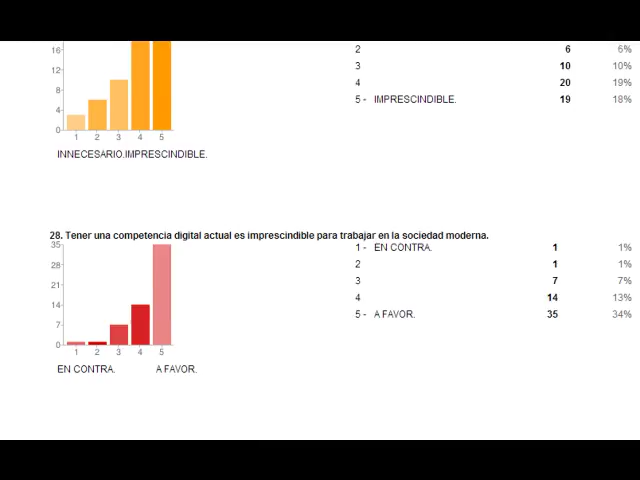 16
12
8
4
0
1 2 3 4 5
INNECESARIO.IMPRESCINDIBLE.
2 6 6%
3 10 10%
4 20 19%
5 - IMPRESCINDIBLE. 19 18%
28. Tener una competencia digital actual es imprescindible para trabajar en la sociedad moderna.
35
28
21
14
7
0
1 2 3 4 5
EN CONTRA. A FAVOR.
1 - EN CONTRA. 1 1%
2 1 1%
3 7 7%
4 14 13%
5 - A FAVOR. 35 34%